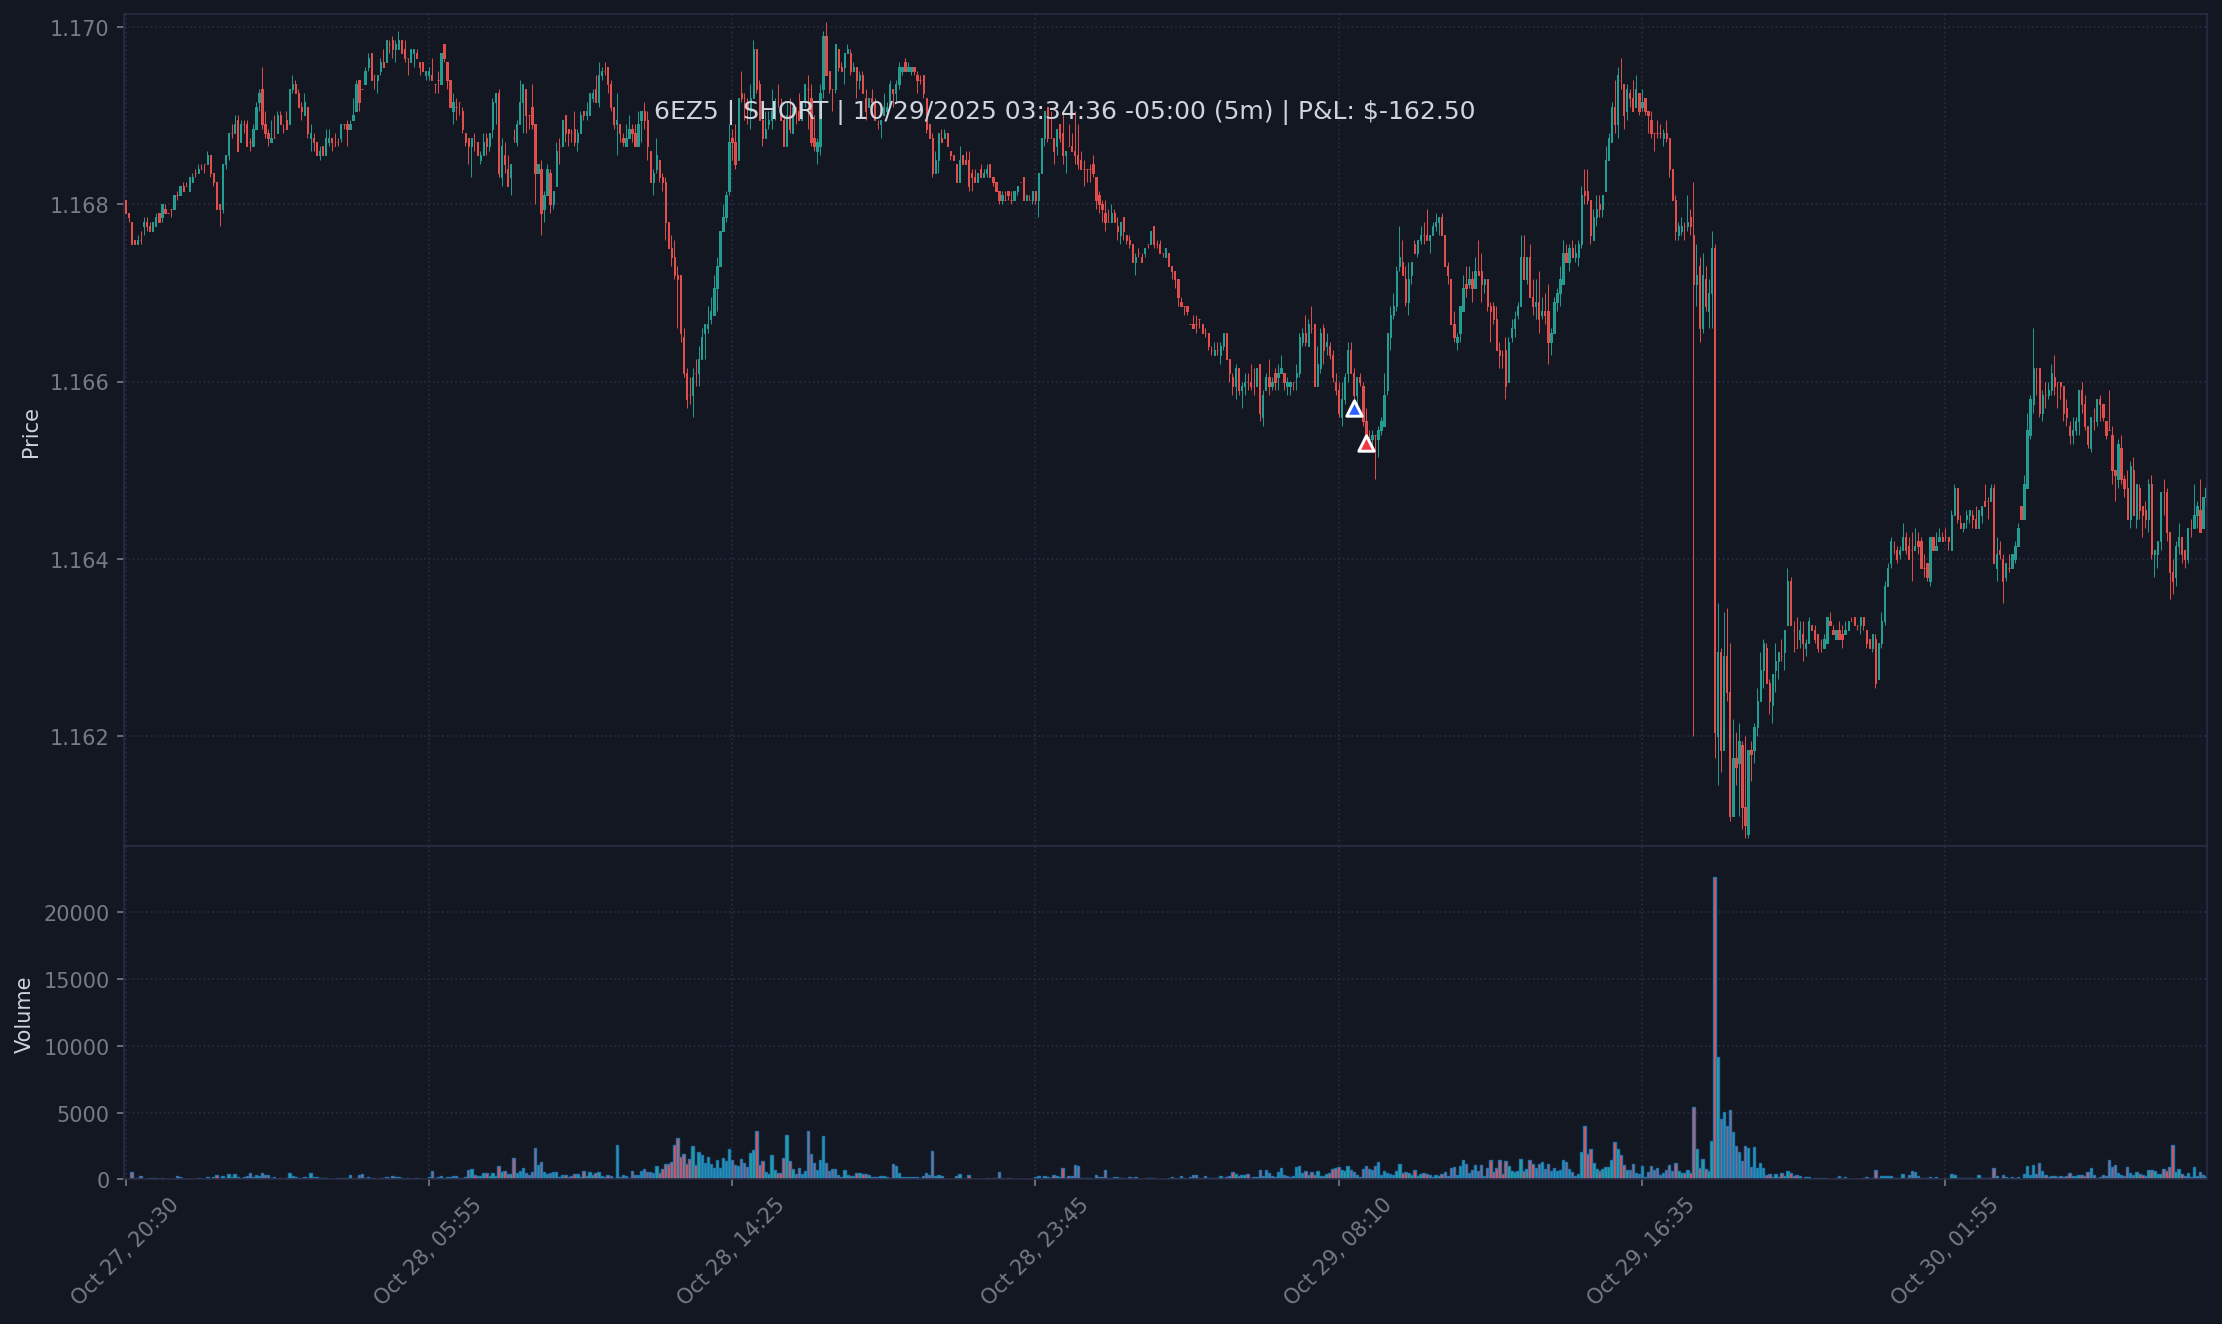 6EZ5 | SHORT | 10/29/2025 03:34:36 -05:00 (5m) | P&L: $-162.50
Price
1.170
1.168
1.166
1.164
1.162
Volume
20000
15000
10000
5000
0
Oct 27, 20:30
Oct 28, 05:55
Oct 28, 14:25
Oct 28, 23:45
Oct 29, 08:10
Oct 29, 16:35
Oct 30, 01:55